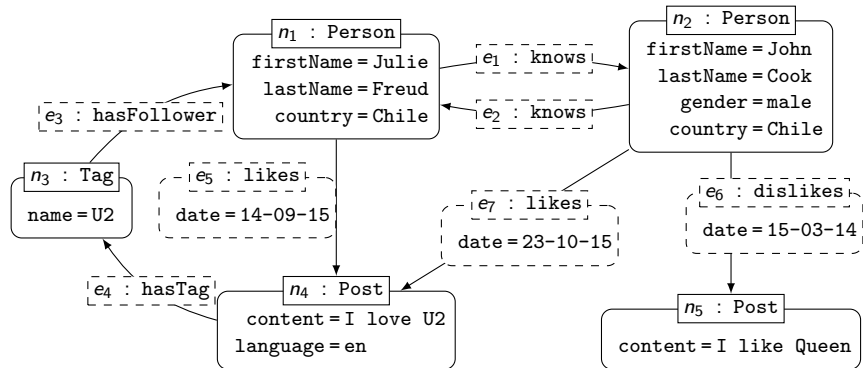 n₁ : Person
firstName = Julie
lastName = Freud
country = Chile
e₁ : knows
e₂ : knows
n₂ : Person
firstName = John
lastName = Cook
gender = male
country = Chile
e₃ : hasFollower
n₃ : Tag
name = U2
e₅ : likes
date = 14-09-15
e₇ : likes
date = 23-10-15
e₆ : dislikes
date = 15-03-14
e₄ : hasTag
n₄ : Post
content = I love U2
language = en
n₅ : Post
content = I like Queen